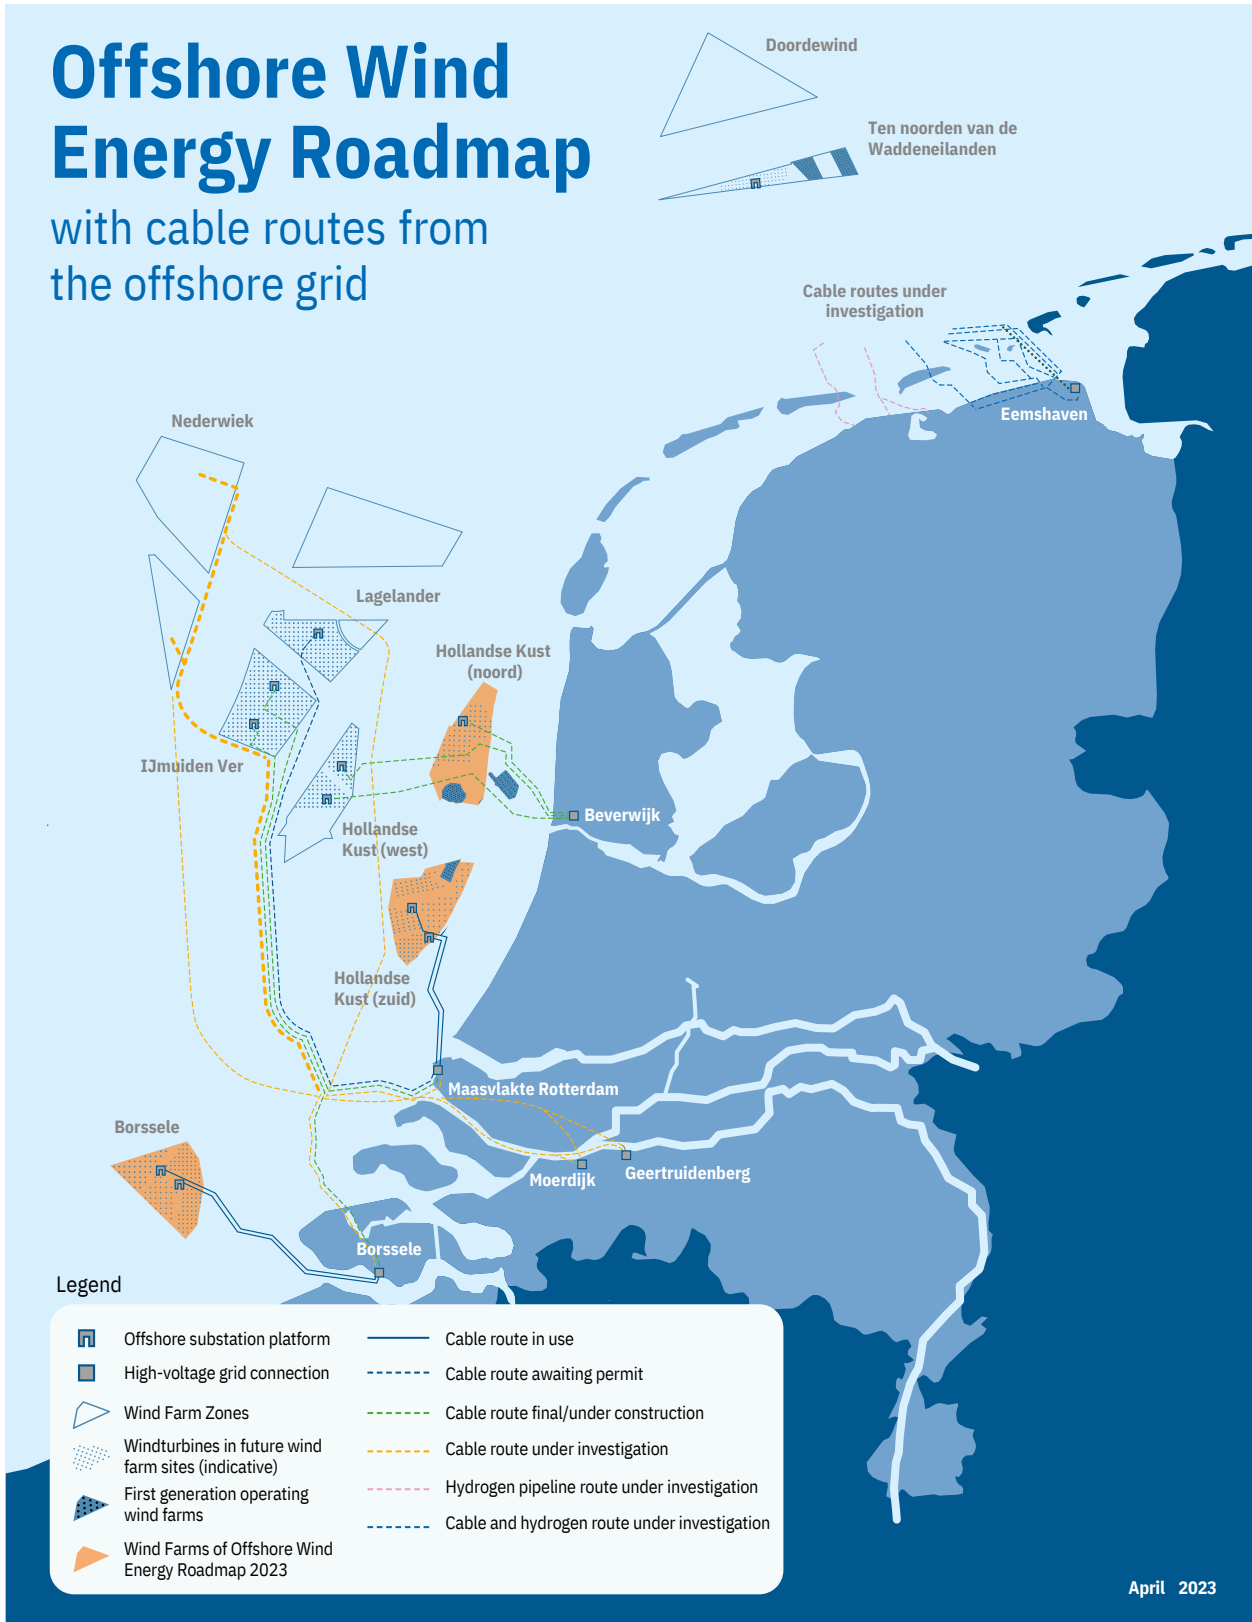 Offshore Wind
Energy Roadmap
with cable routes from
the offshore grid
Doordewind
Ten noorden van de
Waddeneilanden
Cable routes under
investigation
Eemshaven
Nederwiek
Lagelander
Hollandse Kust
(noord)
IJmuiden Ver
Beverwijk
Hollandse
Kust (west)
Hollandse
Kust (zuid)
Maasvlakte Rotterdam
Borssele
Moerdijk
Geertruidenberg
Borssele
Legend
Offshore substation platform
High-voltage grid connection
Wind Farm Zones
Windturbines in future wind
farm sites (indicative)
First generation operating
wind farms
Wind Farms of Offshore Wind
Energy Roadmap 2023
Cable route in use
Cable route awaiting permit
Cable route final/under construction
Cable route under investigation
Hydrogen pipeline route under investigation
Cable and hydrogen route under investigation
April 2023